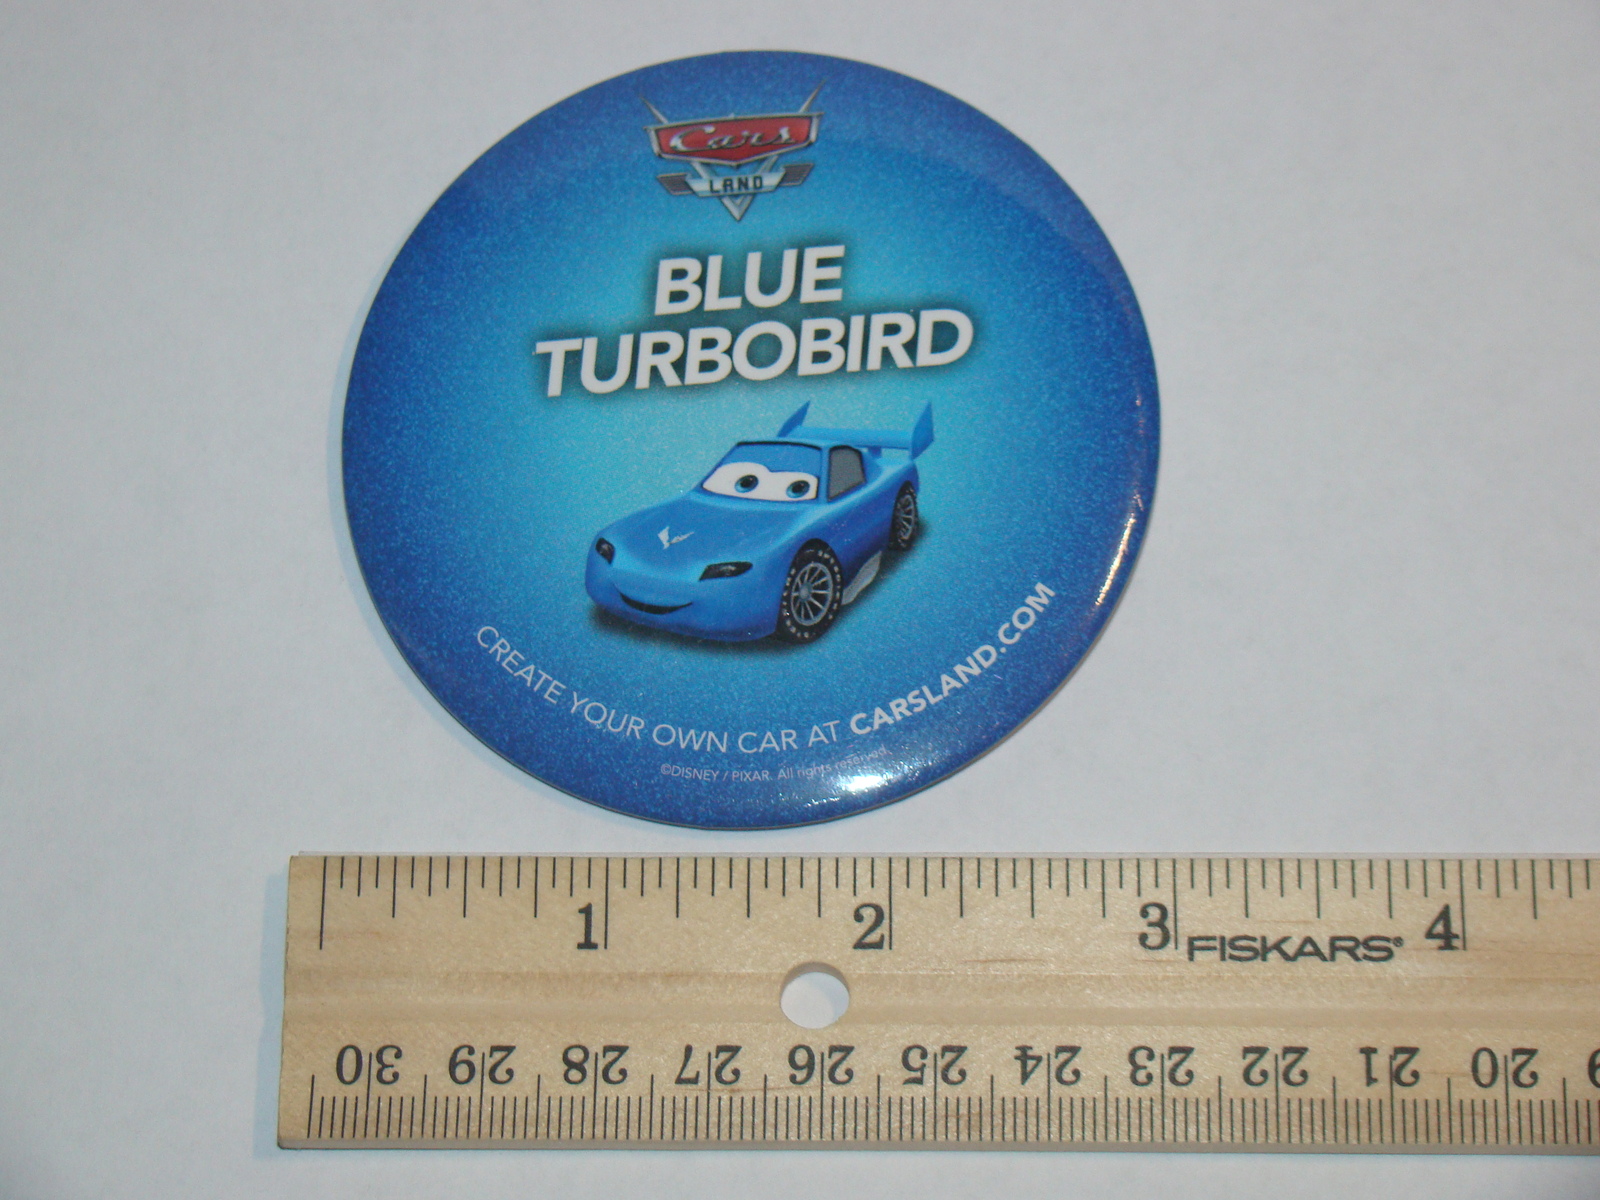 Cars
LAND
BLUE
TURBOBIRD
CREATE YOUR OWN CAR AT CARSLAND.COM
©DISNEY / PIXAR. All rights reserved.
1 2 3 4
FISKARS®
30 29 28 27 26 25 24 23 22 21 20